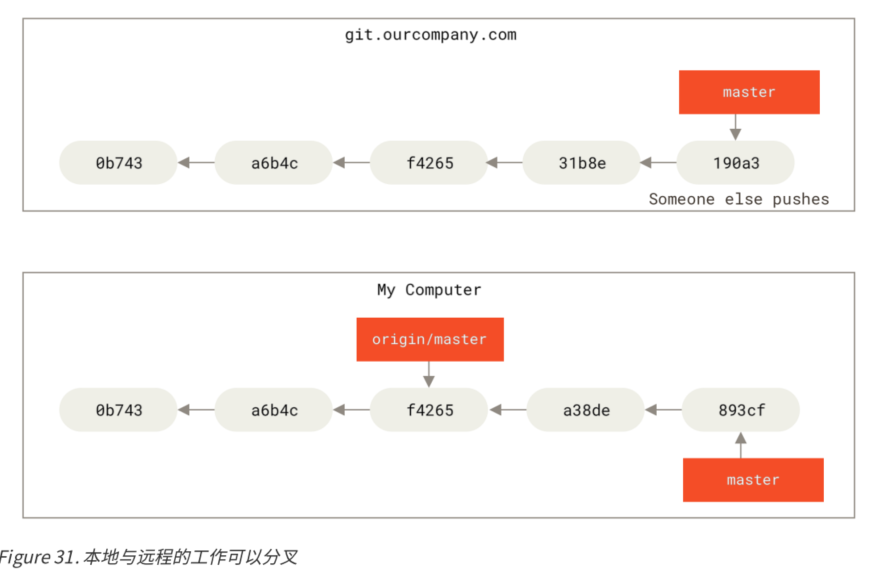 git.ourcompany.com
master
0b743 a6b4c f4265 31b8e 190a3
Someone else pushes
My Computer
origin/master
0b743 a6b4c f4265 a38de 893cf
master
Figure 31. 本地与远程的工作可以分叉